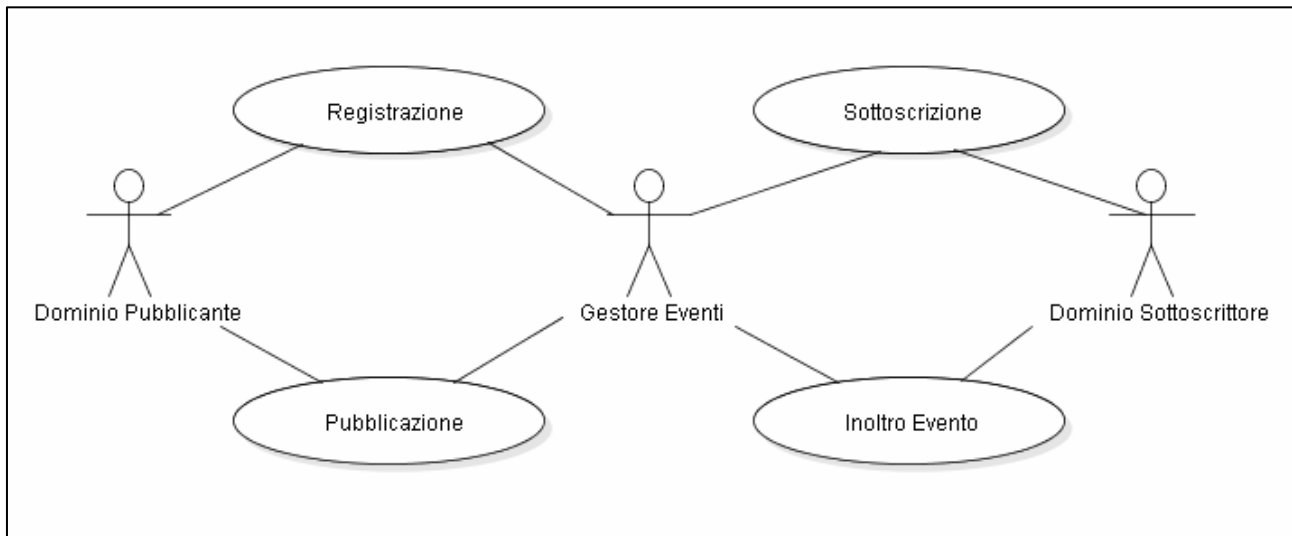 Registrazione
Sottoscrizione
Dominio Pubblicante
Gestore Eventi
Dominio Sottoscrittore
Pubblicazione
Inoltro Evento